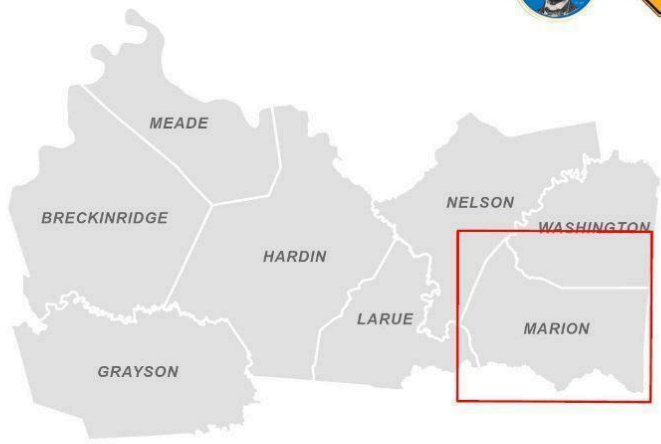 MEADE
BRECKINRIDGE
NELSON
WASHINGTON
HARDIN
LARUE
MARION
GRAYSON